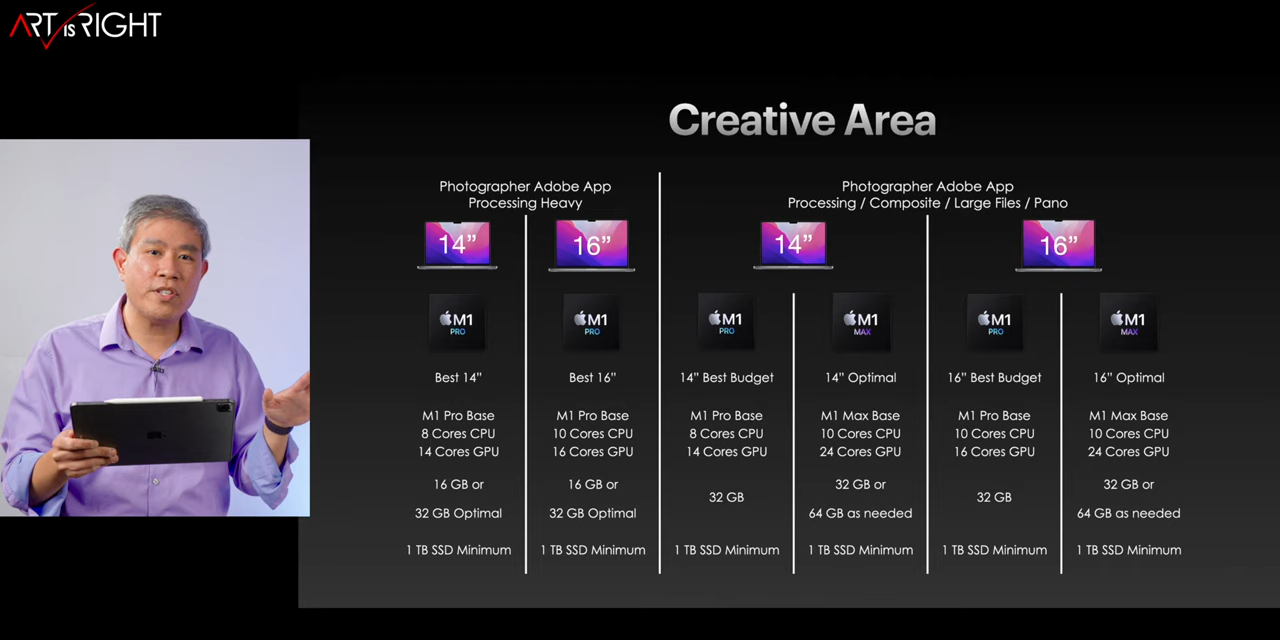 ART IS RIGHT
Creative Area
Photographer Adobe App
Processing Heavy
Photographer Adobe App
Processing / Composite / Large Files / Pano
14”
16”
14”
16”
M1
PRO
M1
PRO
M1
PRO
M1
MAX
M1
PRO
M1
MAX
Best 14”
Best 16”
14” Best Budget
14” Optimal
16” Best Budget
16” Optimal
M1 Pro Base
8 Cores CPU
14 Cores GPU
M1 Pro Base
10 Cores CPU
16 Cores GPU
M1 Pro Base
8 Cores CPU
14 Cores GPU
M1 Max Base
10 Cores CPU
24 Cores GPU
M1 Pro Base
10 Cores CPU
16 Cores GPU
M1 Max Base
10 Cores CPU
24 Cores GPU
16 GB or
32 GB Optimal
16 GB or
32 GB Optimal
32 GB
32 GB or
64 GB as needed
32 GB
32 GB or
64 GB as needed
1 TB SSD Minimum
1 TB SSD Minimum
1 TB SSD Minimum
1 TB SSD Minimum
1 TB SSD Minimum
1 TB SSD Minimum